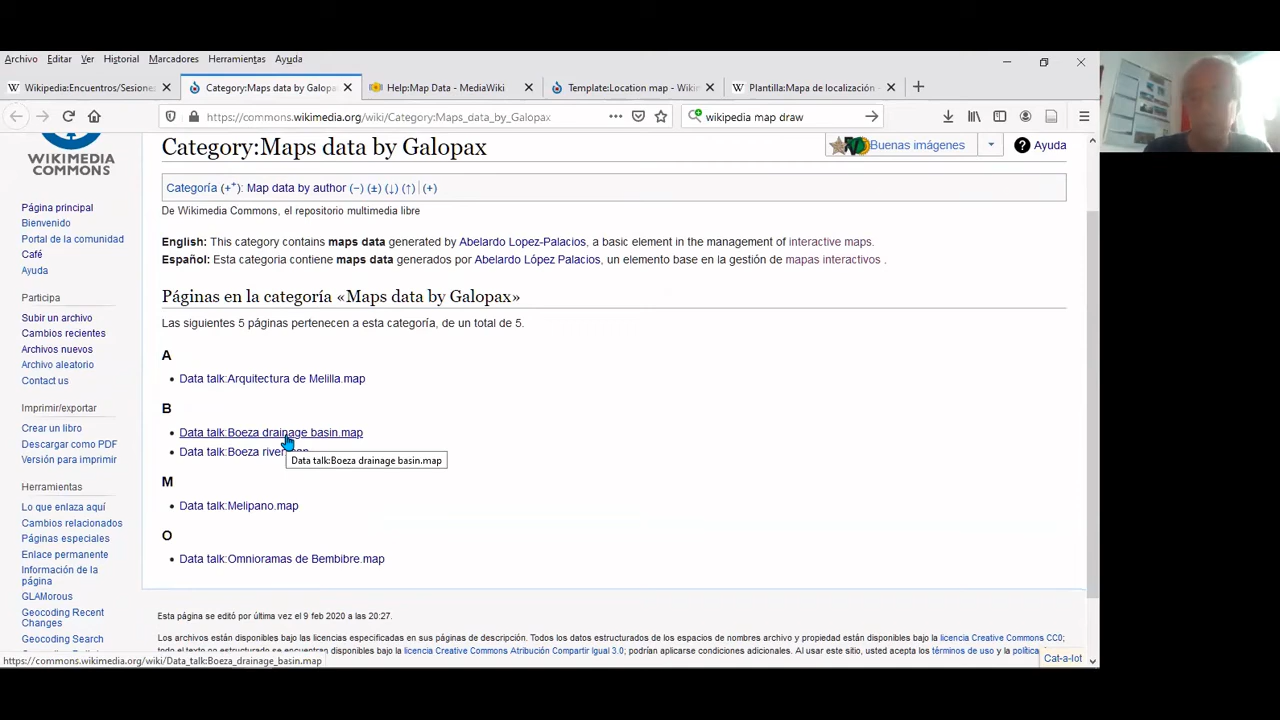 Archivo Editar Ver Historial Marcadores Herramientas Ayuda
Wikipedia:Encuentros/Sesione Category:Maps data by Galopa Help:Map Data - MediaWiki Template:Location map - Wiki Plantilla:Mapa de localización -
https://commons.wikimedia.org/wiki/Category:Maps_data_by_Galopax wikipedia map draw
WIKIMEDIA
COMMONS
Página principal
Bienvenido
Portal de la comunidad
Café
Ayuda
Participa
Subir un archivo
Cambios recientes
Archivos nuevos
Archivo aleatorio
Contact us
Imprimir/exportar
Crear un libro
Descargar como PDF
Versión para imprimir
Herramientas
Lo que enlaza aquí
Cambios relacionados
Páginas especiales
Enlace permanente
Información de la
página
GLAMorous
Geocoding Recent
Changes
Geocoding Search
Category:Maps data by Galopax
Buenas imágenes
Ayuda
Categoría (+⁺): Map data by author (−) (±) (↓) (↑) | (+)
De Wikimedia Commons, el repositorio multimedia libre
English: This category contains maps data generated by Abelardo Lopez-Palacios, a basic element in the management of interactive maps.
Español: Esta categoria contiene maps data generados por Abelardo López Palacios, un elemento base en la gestión de mapas interactivos .
Páginas en la categoría «Maps data by Galopax»
Las siguientes 5 páginas pertenecen a esta categoría, de un total de 5.
A
Data talk:Arquitectura de Melilla.map
B
Data talk:Boeza drainage basin.map
Data talk:Boeza river
Data talk:Boeza drainage basin.map
M
Data talk:Melipano.map
O
Data talk:Omnioramas de Bembibre.map
Esta página se editó por última vez el 9 feb 2020 a las 20:27.
Los archivos están disponibles bajo las licencias especificadas en sus páginas de descripción. Todos los datos estructurados de los espacios de nombres archivo y propiedad están disponibles bajo la licencia Creative Commons CC0;
licencia Creative Commons Atribución Compartir Igual 3.0; podrían aplicarse condiciones adicionales. Al usar este sitio, usted acepta los términos de uso y la política
https://commons.wikimedia.org/wiki/Data_talk:Boeza_drainage_basin.map
Cat-a-lot